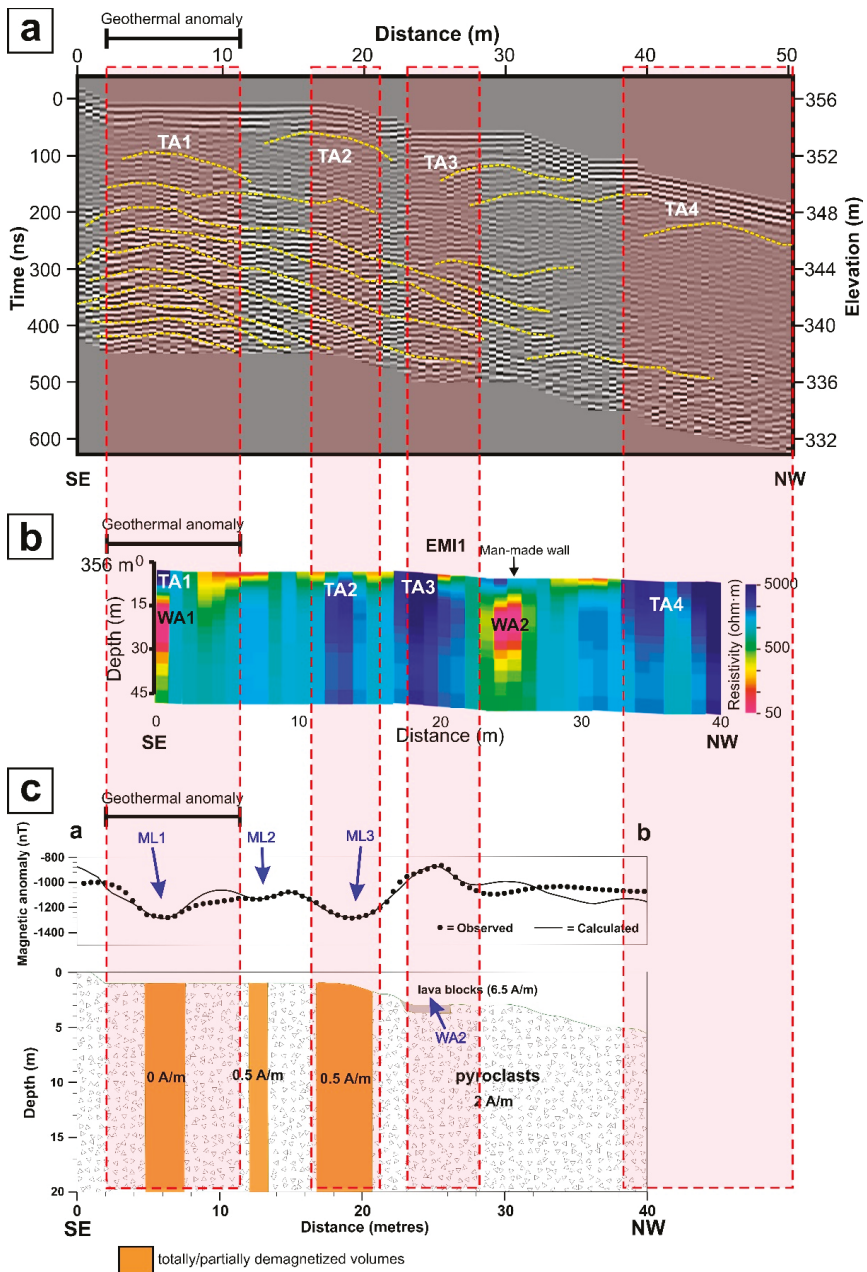 a
Geothermal anomaly
Distance (m)
0 10 20 30 40 50
0
100
200
300
400
500
600
Time (ns)
TA1
TA2
TA3
TA4
356
352
348
344
340
336
332
Elevation (m)
SE
NW
b
Geothermal anomaly
EMI1
Man-made wall
356 m
0
15
30
45
Depth (m)
TA1
WA1
TA2
TA3
WA2
TA4
Resistivity (ohm·m)
5000
500
50
0 10 20 30 40
SE
Distance (m)
NW
c
Geothermal anomaly
a
ML1
ML2
ML3
b
Magnetic anomaly (nT)
-800
-1000
-1200
-1400
= Observed
= Calculated
0
5
10
15
20
Depth (m)
lava blocks (6.5 A/m)
WA2
0 A/m
0.5 A/m
0.5 A/m
pyroclasts
2 A/m
0 10 20 30 40
SE
Distance (metres)
NW
totally/partially demagnetized volumes